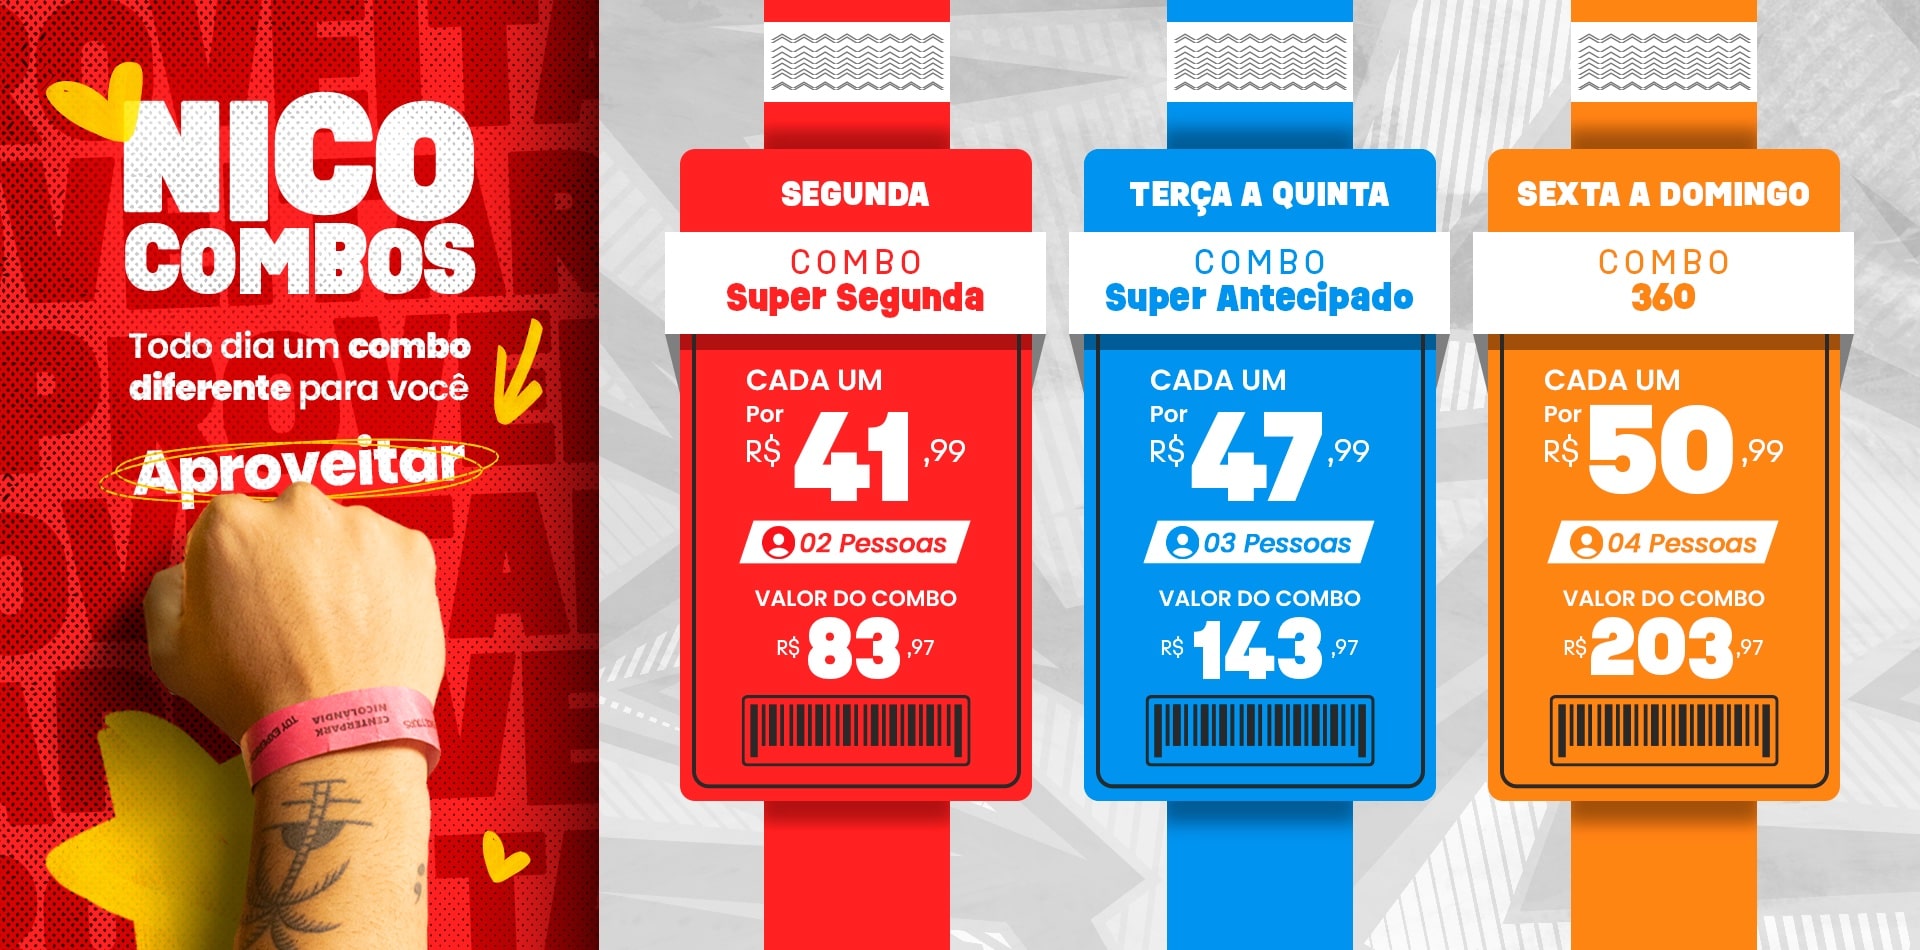 NICO
COMBOS
Todo dia um combo
diferente para você
Aproveitar
NICOLANDIA
CENTERPARK
SEGUNDA
COMBO
Super Segunda
CADA UM
Por
R$ 41,99
02 Pessoas
VALOR DO COMBO
R$ 83,97
TERÇA A QUINTA
COMBO
Super Antecipado
CADA UM
Por
R$ 47,99
03 Pessoas
VALOR DO COMBO
R$ 143,97
SEXTA A DOMINGO
COMBO
360
CADA UM
Por
R$ 50,99
04 Pessoas
VALOR DO COMBO
R$ 203,97